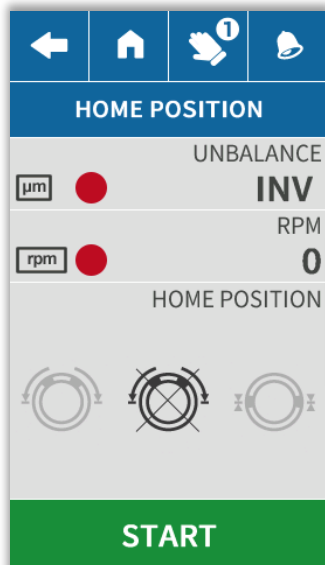 1
HOME POSITION
UNBALANCE
µm INV
RPM
rpm 0
HOME POSITION
START